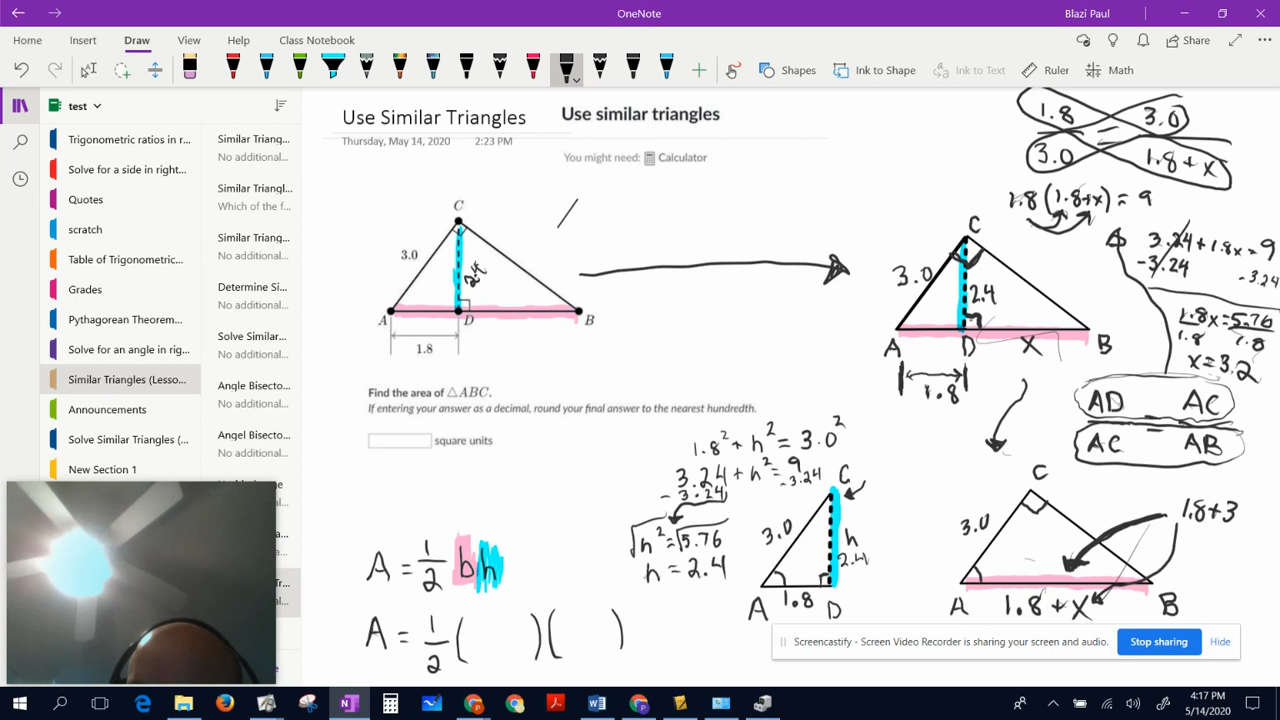 OneNote
Blazi Paul
Home Insert Draw View Help Class Notebook
Share
Shapes Ink to Shape Ink to Text Ruler Math
test
Trigonometric ratios in r...
Solve for a side in right...
Quotes
scratch
Table of Trigonometric...
Grades
Pythagorean Theorem...
Solve for an angle in rig...
Similar Triangles (Lesso...
Announcements
Solve Similar Triangles (...
New Section 1
Similar Triang...
No additional...
Similar Triangl...
Which of the f...
Similar Triangl...
No additional...
Determine Si...
No additional...
Solve Similar...
No additional...
Angle Bisecto...
No additional...
Angel Bisecto...
No additional...
Use Similar Triangles
Thursday, May 14, 2020 2:23 PM
Use similar triangles
You might need: Calculator
C
3.0
2.4
A D B
1.8
Find the area of △ABC.
If entering your answer as a decimal, round your final answer to the nearest hundredth.
square units
A = 1/2 bh
A = 1/2 ( )( )
1.8² + h² = 3.0²
3.24 + h² = 9
- 3.24 - 3.24
√h² = √5.76
h = 2.4
C
3.0 h
2.4
A 1.8 D
C
3.0 2.4
A D X B
1.8
1.8 = 3.0
3.0 1.8 + x
1.8(1.8+x) = 9
3.24 + 1.8x = 9
-3.24 -3.24
1.8x = 5.76
1.8 1.8
x = 3.2
AD = AC
AC AB
C
3.0
A 1.8 + x B
1.8+3
Screencastify - Screen Video Recorder is sharing your screen and audio. Stop sharing Hide
4:17 PM
5/14/2020